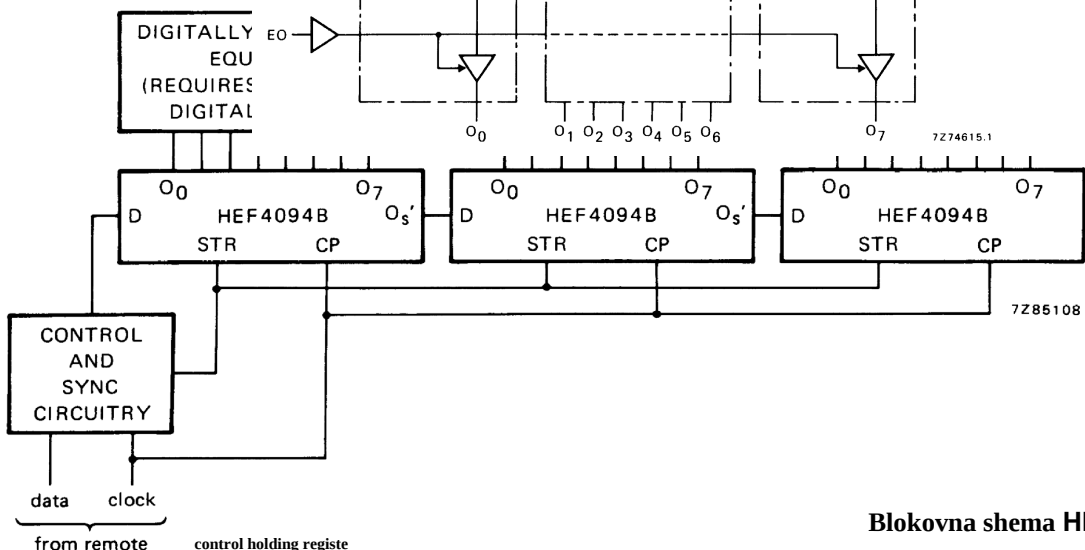 DIGITALLY
EQU
(REQUIRES
DIGITAL
EO
O0
O1 O2 O3 O4 O5 O6
O7
7Z74615.1
O0 O7
D HEF4094B Os'
STR CP
O0 O7
D HEF4094B Os'
STR CP
O0 O7
D HEF4094B
STR CP
7Z85108
CONTROL
AND
SYNC
CIRCUITRY
data clock
from remote
control holding registe
Blokovna shema